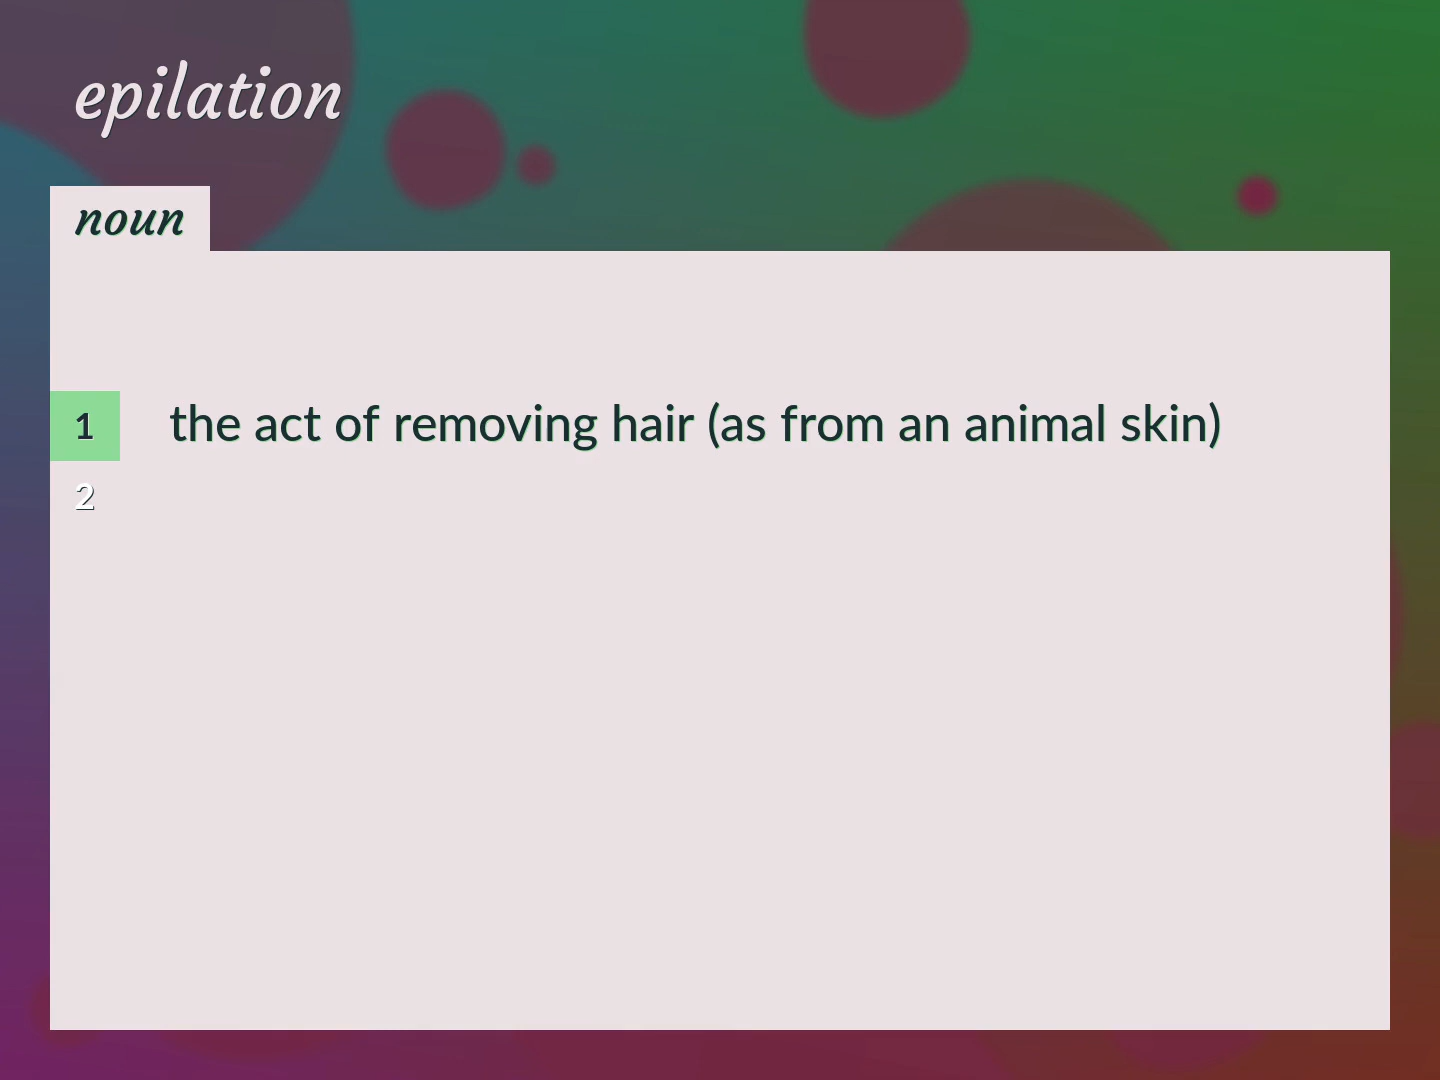 epilation
noun
1 the act of removing hair (as from an animal skin)
2